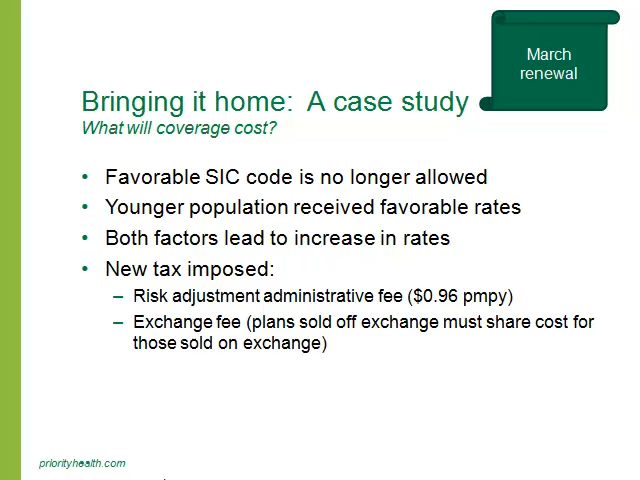 March
renewal
Bringing it home:  A case study
What will coverage cost?
• Favorable SIC code is no longer allowed
• Younger population received favorable rates
• Both factors lead to increase in rates
• New tax imposed:
– Risk adjustment administrative fee ($0.96 pmpy)
– Exchange fee (plans sold off exchange must share cost for
those sold on exchange)
priorityhealth.com